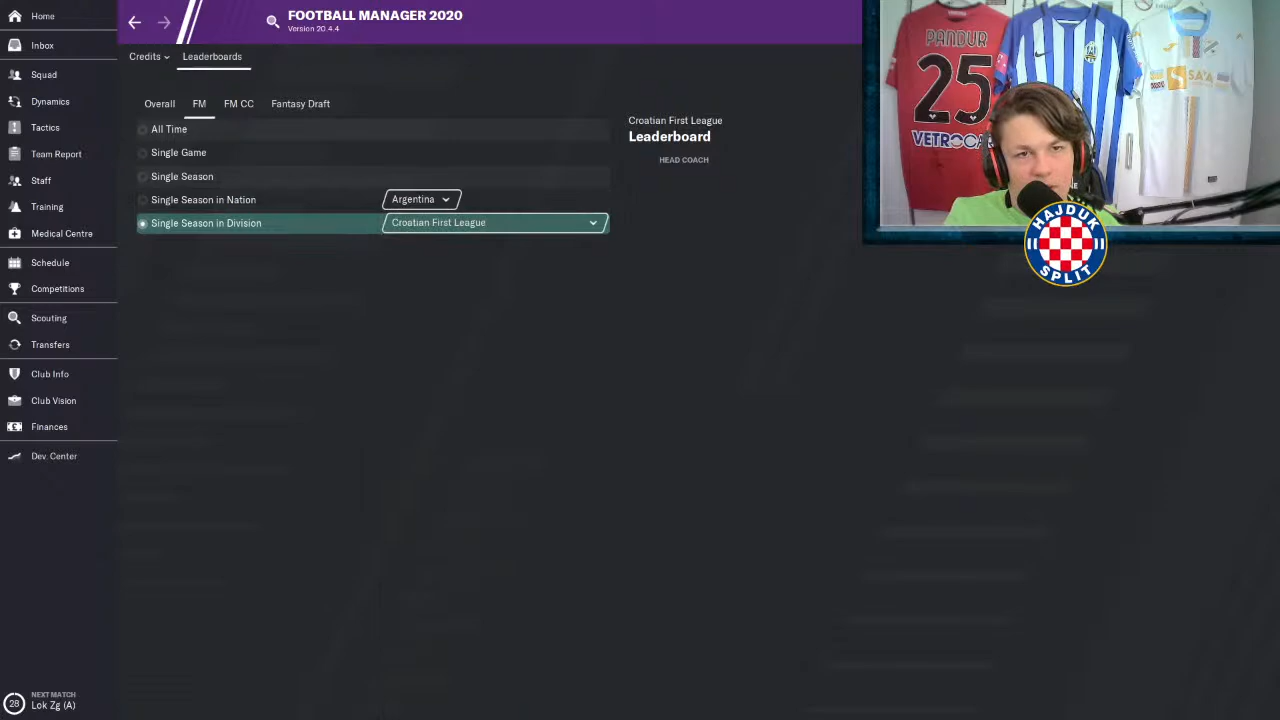 Home
Inbox
Squad
Dynamics
Tactics
Team Report
Staff
Training
Medical Centre
Schedule
Competitions
Scouting
Transfers
Club Info
Club Vision
Finances
Dev. Center
28
NEXT MATCH
Lok Zg (A)
FOOTBALL MANAGER 2020
Version 20.4.4
Credits
Leaderboards
Overall FM FM CC Fantasy Draft
All Time
Single Game
Single Season
Single Season in Nation Argentina
Single Season in Division Croatian First League
Croatian First League
Leaderboard
HEAD COACH
PANDUR
25
HAJDUK
SPLIT